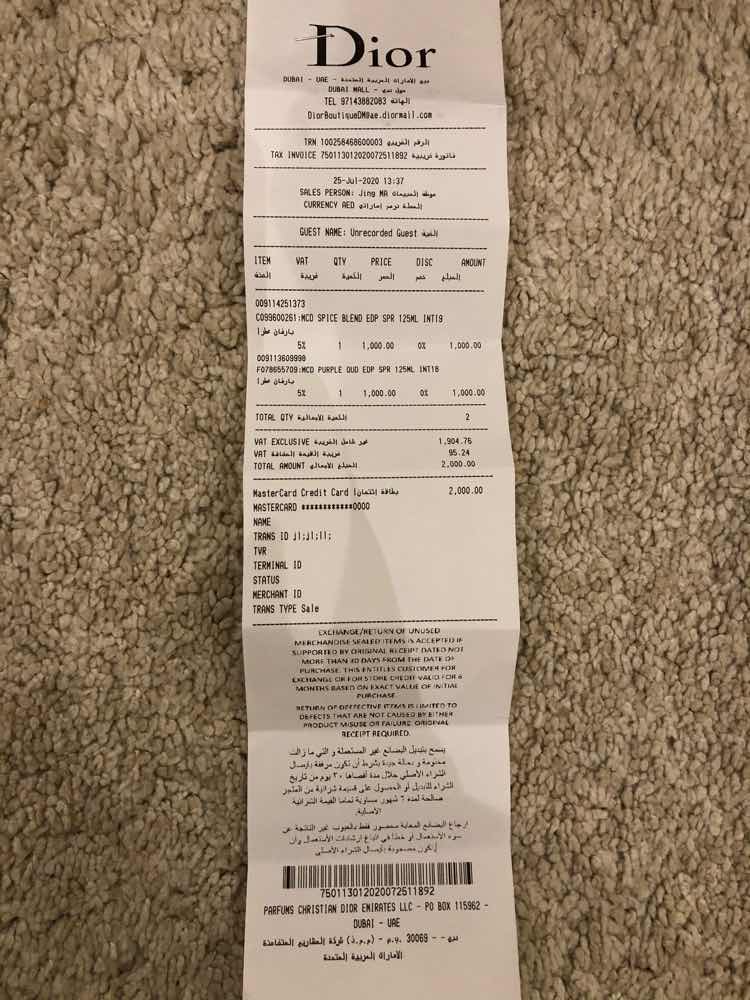 Dior
DUBAI - UAE - دبي الامارات العربية المتحدة
DUBAI MALL - مول دبي
TEL 97143882083 الهاتف
DiorBoutiqueDM@ae.diormail.com
TRN 100258468600003 الرقم الضريبي
TAX INVOICE 750113012020072511892 فاتورة ضريبية
25-Jul-2020 13:37
SALES PERSON: Jing MA موظف المبيعات
CURRENCY AED العملة درهم إماراتي
GUEST NAME: Unrecorded Guest
ITEM VAT QTY PRICE DISC AMOUNT
الصنف ضريبة الكمية السعر خصم المبلغ
009114251373
C099600261:MCD SPICE BLEND EDP SPR 125ML INT19
بارفان عطر
5% 1 1,000.00 0% 1,000.00
009113609998
F078655709:MCD PURPLE OUD EDP SPR 125ML INT18
بارفان عطر
5% 1 1,000.00 0% 1,000.00
TOTAL QTY الكمية الاجمالية 2
VAT EXCLUSIVE غير شامل الضريبة 1,904.76
VAT ضريبة القيمة المضافة 95.24
TOTAL AMOUNT المبلغ الاجمالي 2,000.00
MasterCard Credit Card بطاقة إئتمان 2,000.00
MASTERCARD ************0000
NAME
TRANS ID jl;jl;ll;
TVR
TERMINAL ID
STATUS
MERCHANT ID
TRANS TYPE Sale
EXCHANGE/RETURN OF UNUSED
MERCHANDISE SEALED ITEMS IS ACCEPTED IF
SUPPORTED BY ORIGINAL RECEIPT DATED NOT
MORE THAN 30 DAYS FROM THE DATE OF
PURCHASE. THIS ENTITLES CUSTOMER FOR
EXCHANGE OR FOR STORE CREDIT VALID FOR 6
MONTHS BASED ON EXACT VALUE OF INITIAL
PURCHASE.
RETURN OF DEFFECTIVE ITEMS IS LIMITED TO
DEFECTS THAT ARE NOT CAUSED BY EITHER
PRODUCT MISUSE OR FAILURE. ORIGINAL
RECEIPT REQUIRED.
يسمح بتبديل البضائع غير المستعملة و التي ما زالت
مختومة و بحالة جيدة بشرط أن تكون مرفقة بإيصال
الشراء الأصلي خلال مدة أقصاها ٣٠ يوم من تاريخ
الشراء للتبديل أو الحصول على قسيمة شرائية من المتجر
صالحة لمدة ٦ شهور مساوية تماما القيمة الشرائية
الأصلية.
ارجاع البضائع المعابة محصور فقط بالعيوب غير الناتجة عن
سوء الاستعمال أو خطأ في اتباع إرشادات الاستعمال وأن
تكون مصحوبة بإيصال الشراء الأصلي
750113012020072511892
PARFUMS CHRISTIAN DIOR EMIRATES LLC - PO BOX 115962 -
DUBAI - UAE
(ذ.م.م) - ص.ب. 30069 - - دبي
الامارات العربية المتحدة